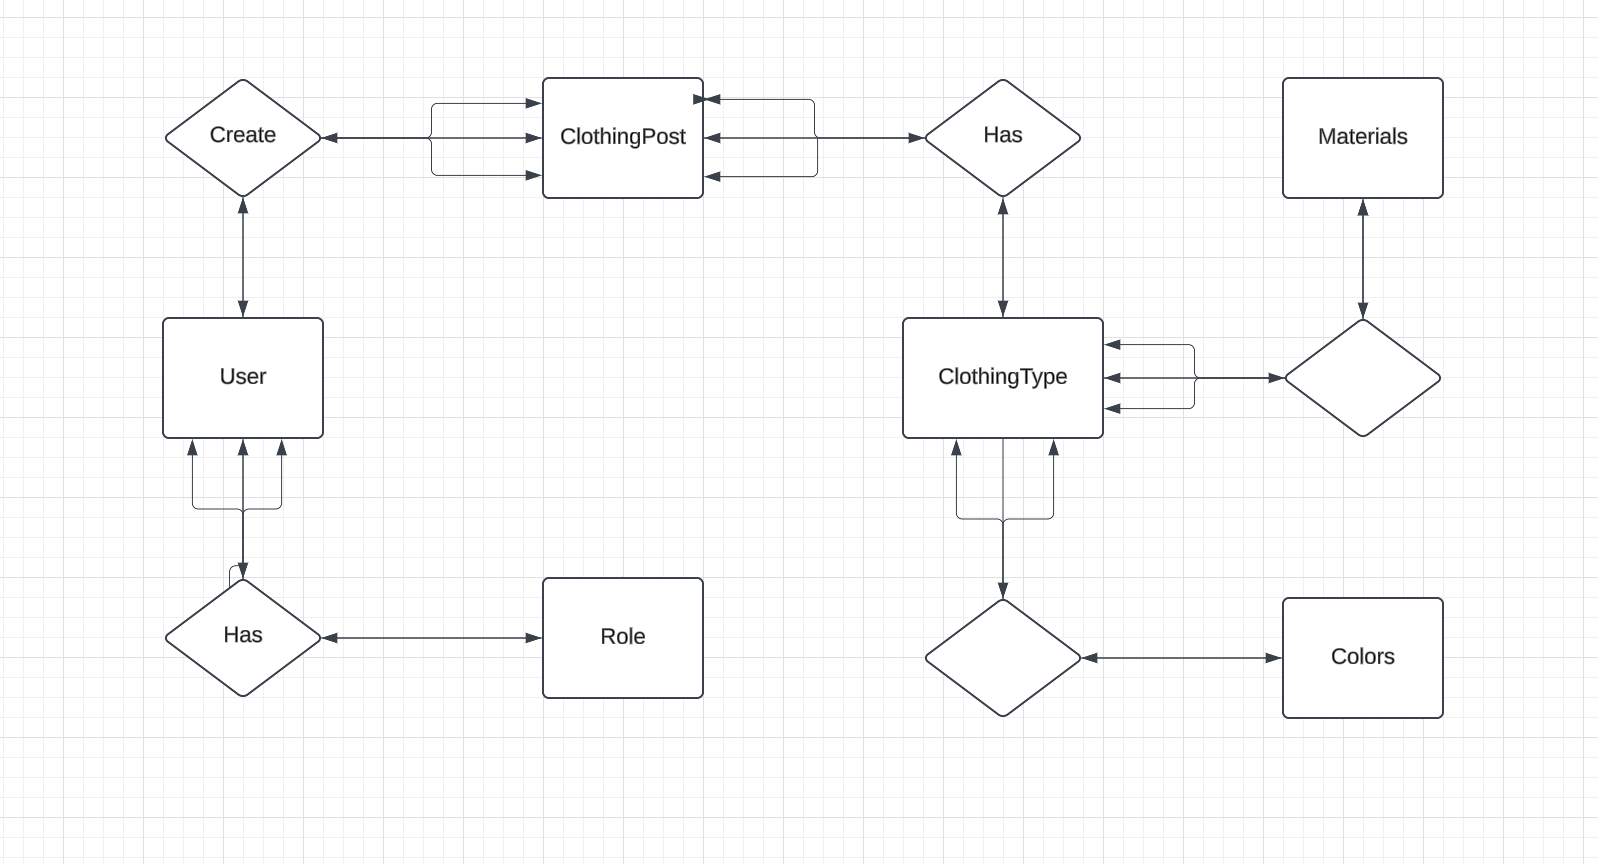 Create
ClothingPost
Has
Materials
User
ClothingType
Has
Role
Colors